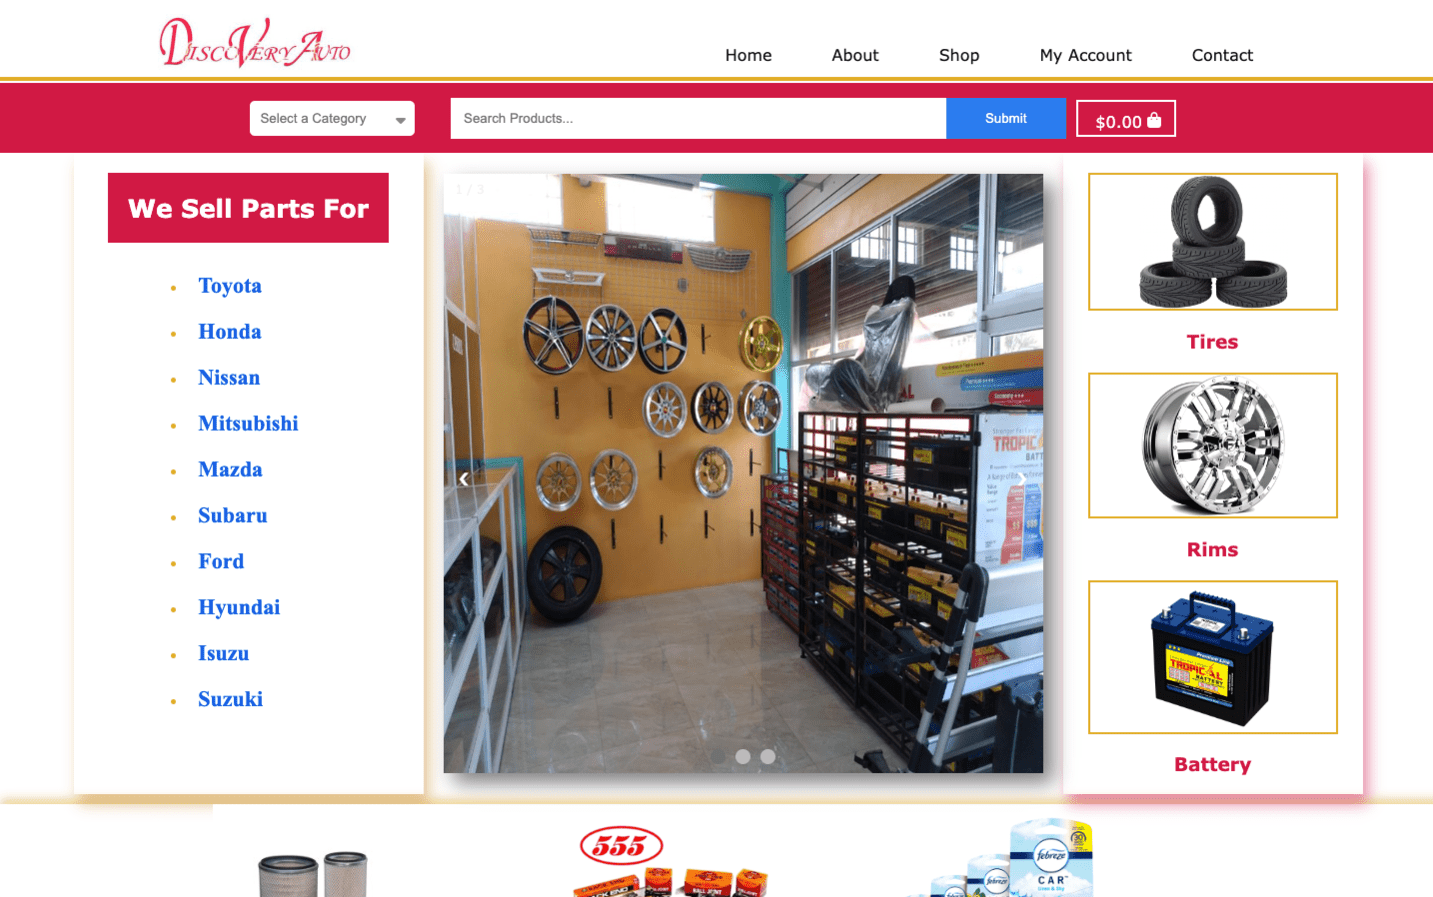 DiscoVery Auto
Home
About
Shop
My Account
Contact
Select a Category
Search Products...
Submit
$0.00
We Sell Parts For
Toyota
Honda
Nissan
Mitsubishi
Mazda
Subaru
Ford
Hyundai
Isuzu
Suzuki
1 / 3
TROPICAL
Tires
Rims
TROPICAL
BATTERY
Battery
555
BALL JOINT
febreze
CAR